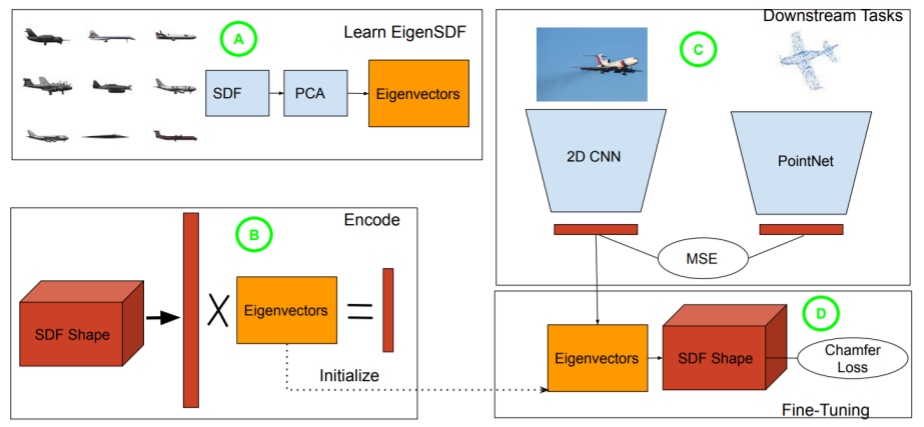 A
Learn EigenSDF
SDF
PCA
Eigenvectors
Downstream Tasks
C
2D CNN
PointNet
MSE
Encode
B
SDF Shape
X
Eigenvectors
=
Initialize
D
Eigenvectors
SDF Shape
Chamfer
Loss
Fine-Tuning